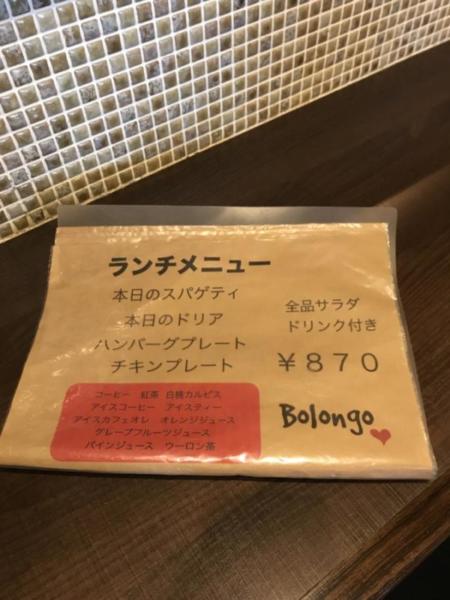 ランチメニュー
本日のスパゲティ
本日のドリア
ハンバーグプレート
チキンプレート
全品サラダ
ドリンク付き
￥870
コーヒー 紅茶 白桃カルピス
アイスコーヒー アイスティー
アイスカフェオレ オレンジジュース
グレープフルーツジュース
パインジュース ウーロン茶
Bolongo